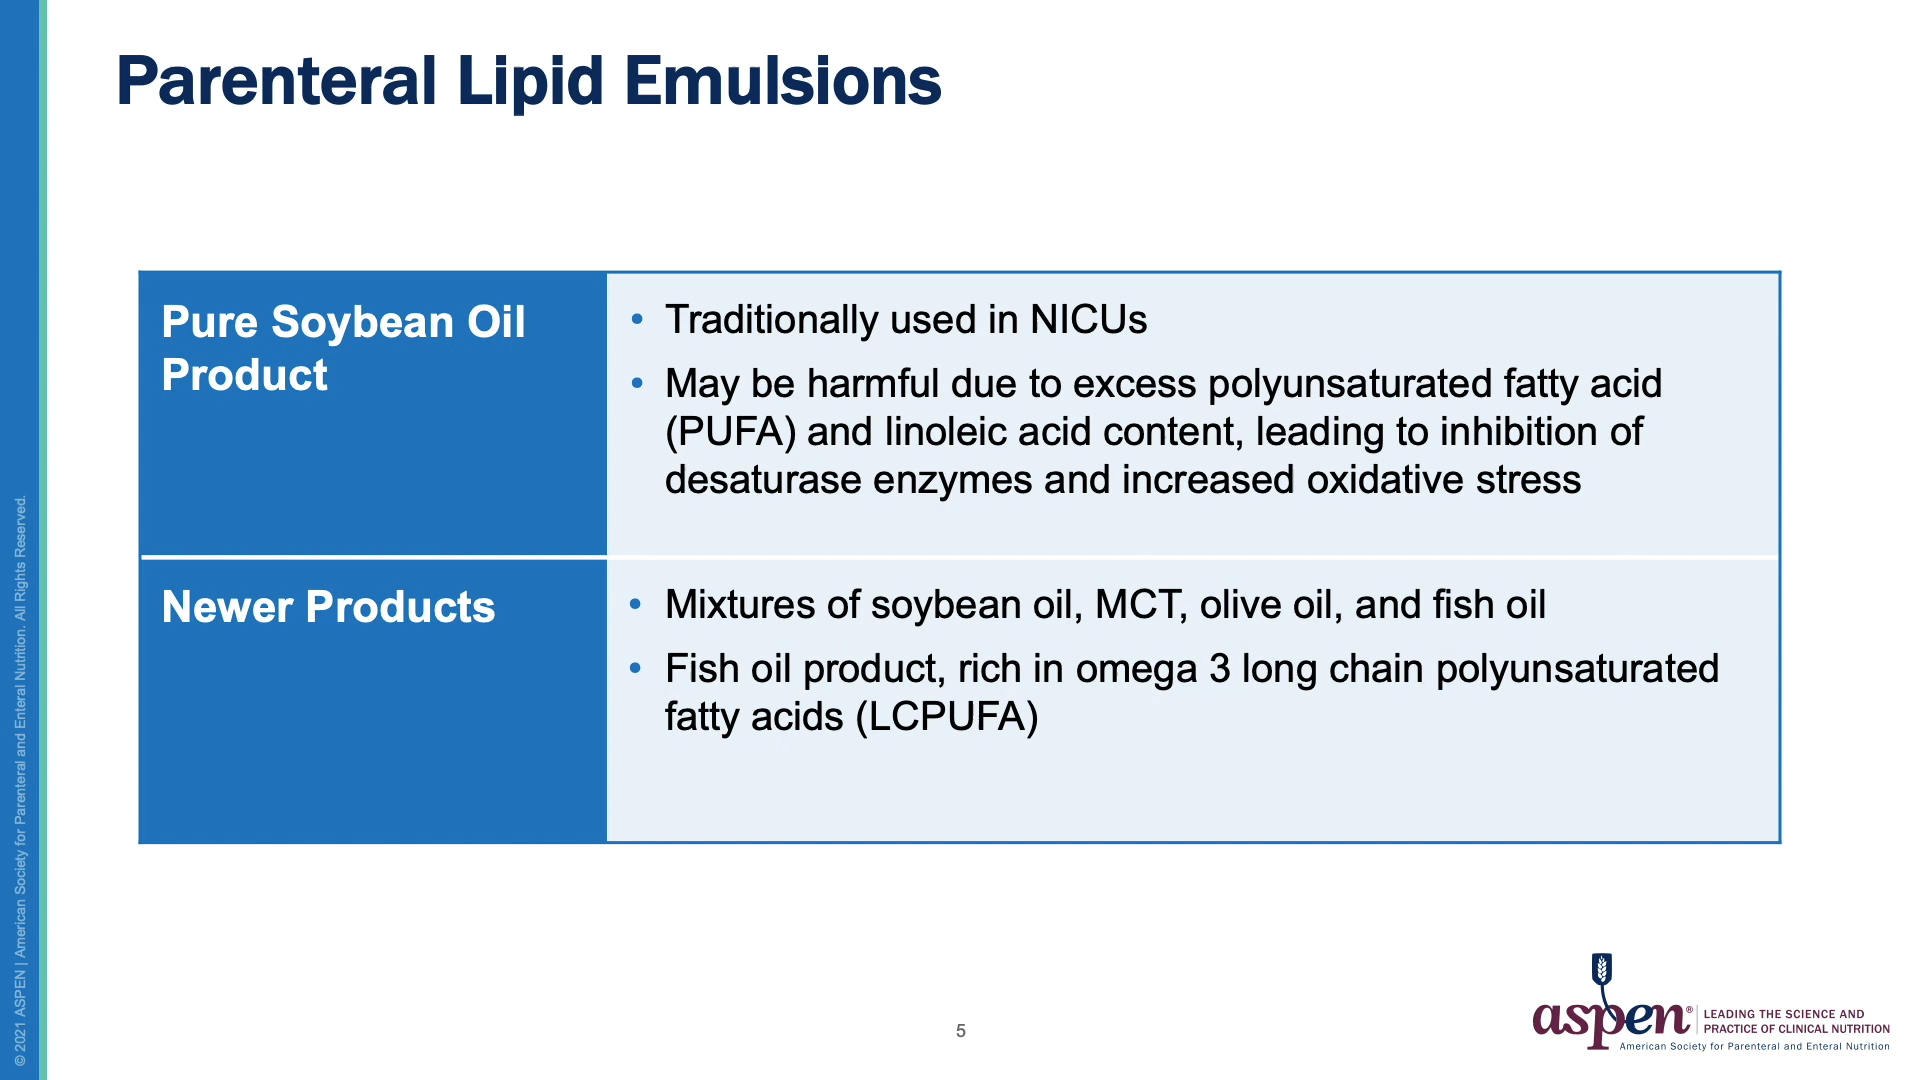 Parenteral Lipid Emulsions
Pure Soybean Oil
Product
• Traditionally used in NICUs
• May be harmful due to excess polyunsaturated fatty acid
(PUFA) and linoleic acid content, leading to inhibition of
desaturase enzymes and increased oxidative stress
Newer Products
• Mixtures of soybean oil, MCT, olive oil, and fish oil
• Fish oil product, rich in omega 3 long chain polyunsaturated
fatty acids (LCPUFA)
© 2021 ASPEN | American Society for Parenteral and Enteral Nutrition. All Rights Reserved.
5
aspen®
LEADING THE SCIENCE AND
PRACTICE OF CLINICAL NUTRITION
American Society for Parenteral and Enteral Nutrition